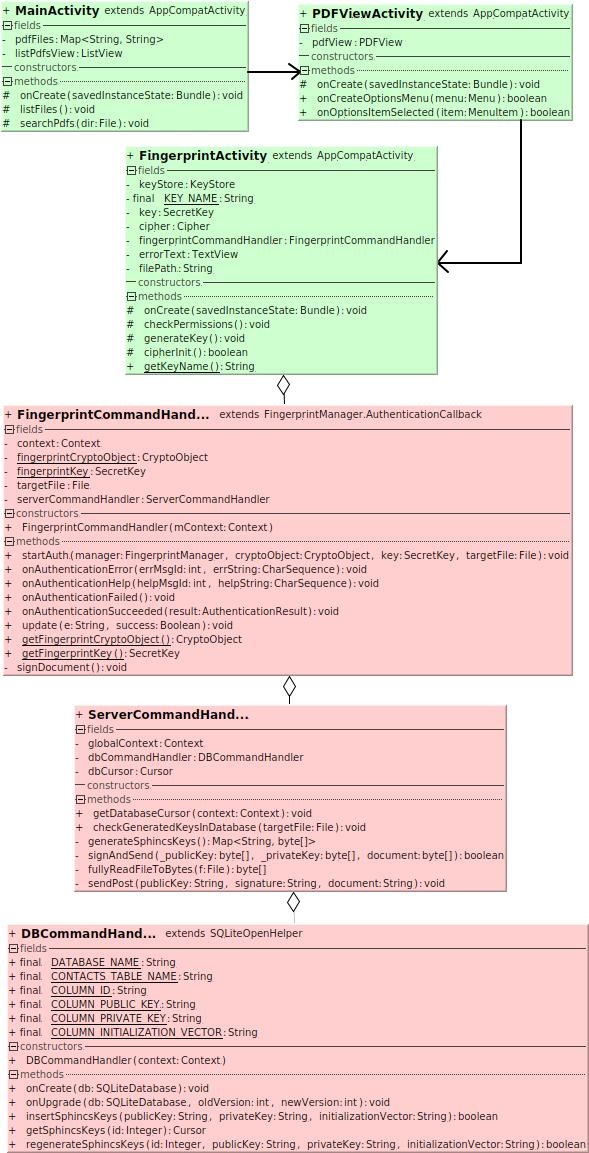 + MainActivity extends AppCompatActivity
fields
- pdfFiles: Map<String, String>
- listPdfsView: ListView
constructors
methods
# onCreate(savedInstanceState: Bundle): void
# listFiles(): void
# searchPdfs(dir: File): void
+ PDFViewActivity extends AppCompatActivity
fields
- pdfView: PDFView
constructors
methods
# onCreate(savedInstanceState: Bundle): void
+ onCreateOptionsMenu(menu: Menu): boolean
+ onOptionsItemSelected(item: MenuItem): boolean
+ FingerprintActivity extends AppCompatActivity
fields
- keyStore: KeyStore
- final KEY_NAME: String
- key: SecretKey
- cipher: Cipher
- fingerprintCommandHandler: FingerprintCommandHandler
- errorText: TextView
- filePath: String
constructors
methods
# onCreate(savedInstanceState: Bundle): void
# checkPermissions(): void
# generateKey(): void
# cipherInit(): boolean
+ getKeyName(): String
+ FingerprintCommandHand... extends FingerprintManager.AuthenticationCallback
fields
- context: Context
- fingerprintCryptoObject: CryptoObject
- fingerprintKey: SecretKey
- targetFile: File
- serverCommandHandler: ServerCommandHandler
constructors
+ FingerprintCommandHandler(mContext: Context)
methods
+ startAuth(manager: FingerprintManager, cryptoObject: CryptoObject, key: SecretKey, targetFile: File): void
+ onAuthenticationError(errMsgId: int, errString: CharSequence): void
+ onAuthenticationHelp(helpMsgId: int, helpString: CharSequence): void
+ onAuthenticationFailed(): void
+ onAuthenticationSucceeded(result: AuthenticationResult): void
+ update(e: String, success: Boolean): void
+ getFingerprintCryptoObject(): CryptoObject
+ getFingerprintKey(): SecretKey
- signDocument(): void
+ ServerCommandHand...
fields
- globalContext: Context
- dbCommandHandler: DBCommandHandler
- dbCursor: Cursor
constructors
methods
+ getDatabaseCursor(context: Context): void
+ checkGeneratedKeysInDatabase(targetFile: File): void
- generateSphincsKeys(): Map<String, byte[]>
- signAndSend(_publicKey: byte[], _privateKey: byte[], document: byte[]): boolean
- fullyReadFileToBytes(f: File): byte[]
- sendPost(publicKey: String, signature: String, document: String): void
+ DBCommandHand... extends SQLiteOpenHelper
fields
+ final DATABASE_NAME: String
+ final CONTACTS_TABLE_NAME: String
+ final COLUMN_ID: String
+ final COLUMN_PUBLIC_KEY: String
+ final COLUMN_PRIVATE_KEY: String
+ final COLUMN_INITIALIZATION_VECTOR: String
constructors
+ DBCommandHandler(context: Context)
methods
+ onCreate(db: SQLiteDatabase): void
+ onUpgrade(db: SQLiteDatabase, oldVersion: int, newVersion: int): void
+ insertSphincsKeys(publicKey: String, privateKey: String, initializationVector: String): boolean
+ getSphincsKeys(id: Integer): Cursor
+ regenerateSphincsKeys(id: Integer, publicKey: String, privateKey: String, initializationVector: String): boolean